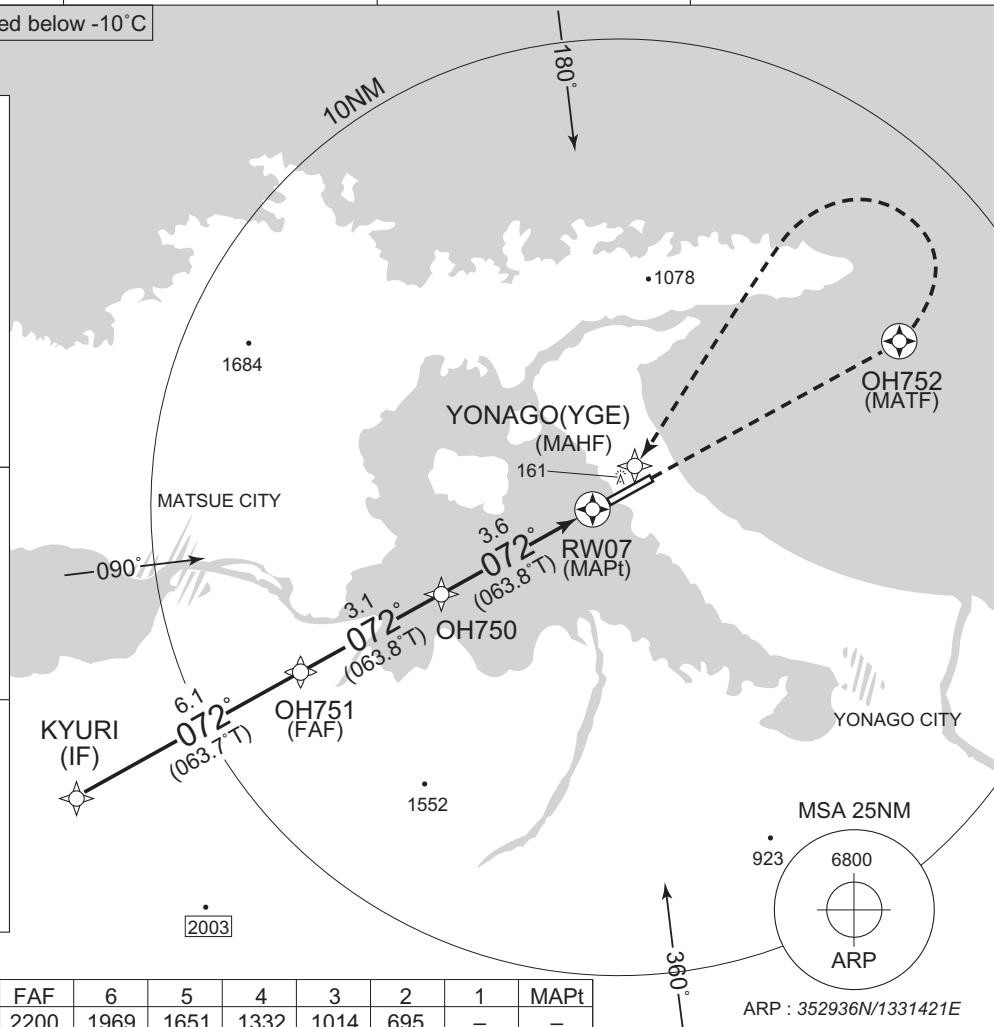 ed below -10˚C
10NM
180˚
1078
1684
OH752
(MATF)
YONAGO(YGE)
(MAHF)
161
MATSUE CITY
090˚
3.6
072˚
(063.8˚T)
RW07
(MAPt)
3.1
072˚
(063.8˚T)
OH750
6.1
072˚
(063.7˚T)
OH751
(FAF)
KYURI
(IF)
YONAGO CITY
1552
MSA 25NM
923
6800
ARP
2003
360˚
FAF 6 5 4 3 2 1 MAPt
2200 1969 1651 1332 1014 695 – –
ARP : 352936N/1331421E